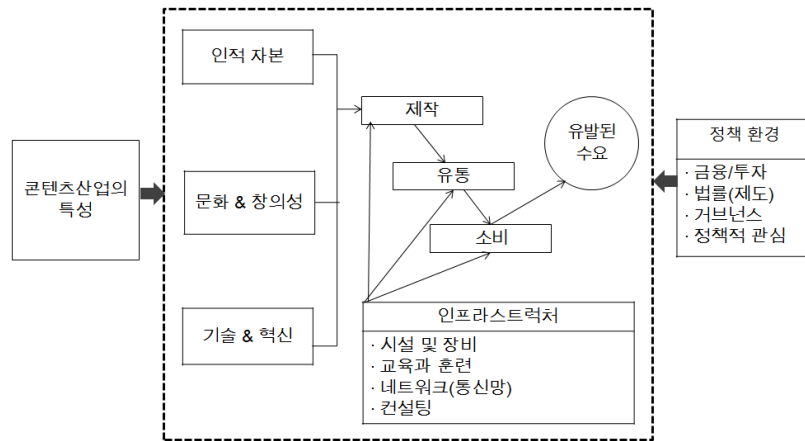 콘텐츠산업의
특성
인적 자본
문화 & 창의성
기술 & 혁신
제작
유통
소비
유발된
수요
인프라스트럭처
· 시설 및 장비
· 교육과 훈련
· 네트워크(통신망)
· 컨설팅
정책 환경
· 금융/투자
· 법률(제도)
· 거브넌스
· 정책적 관심